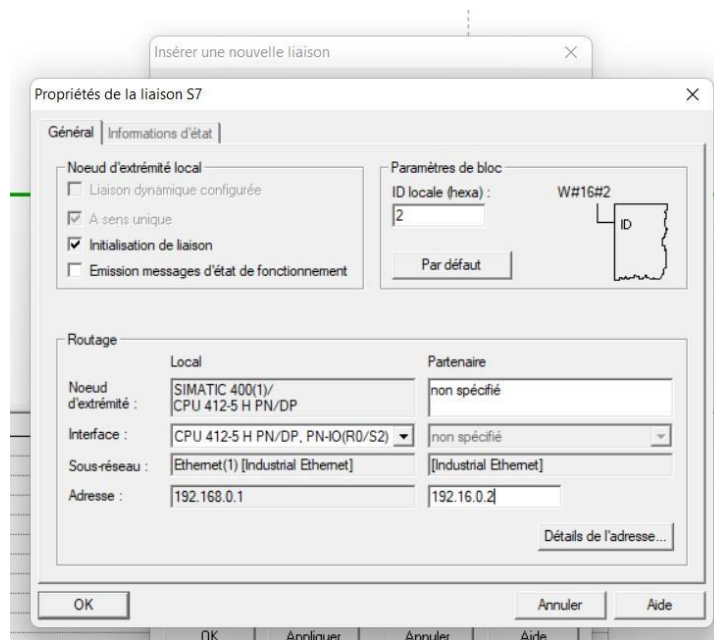 Insérer une nouvelle liaison
Propriétés de la liaison S7
Général
Informations d'état
Noeud d'extrémité local
Liaison dynamique configurée
A sens unique
Initialisation de liaison
Emission messages d'état de fonctionnement
Paramètres de bloc
ID locale (hexa) :
W#16#2
2
ID
Par défaut
Routage
Local
Partenaire
Noeud
d'extrémité :
SIMATIC 400(1)/
CPU 412-5 H PN/DP
non spécifié
Interface :
CPU 412-5 H PN/DP, PN-IO(R0/S2)
non spécifié
Sous-réseau :
Ethernet(1) [Industrial Ethernet]
[Industrial Ethernet]
Adresse :
192.168.0.1
192.16.0.2
Détails de l'adresse...
OK
Annuler
Aide
OK
Appliquer
Annuler
Aide